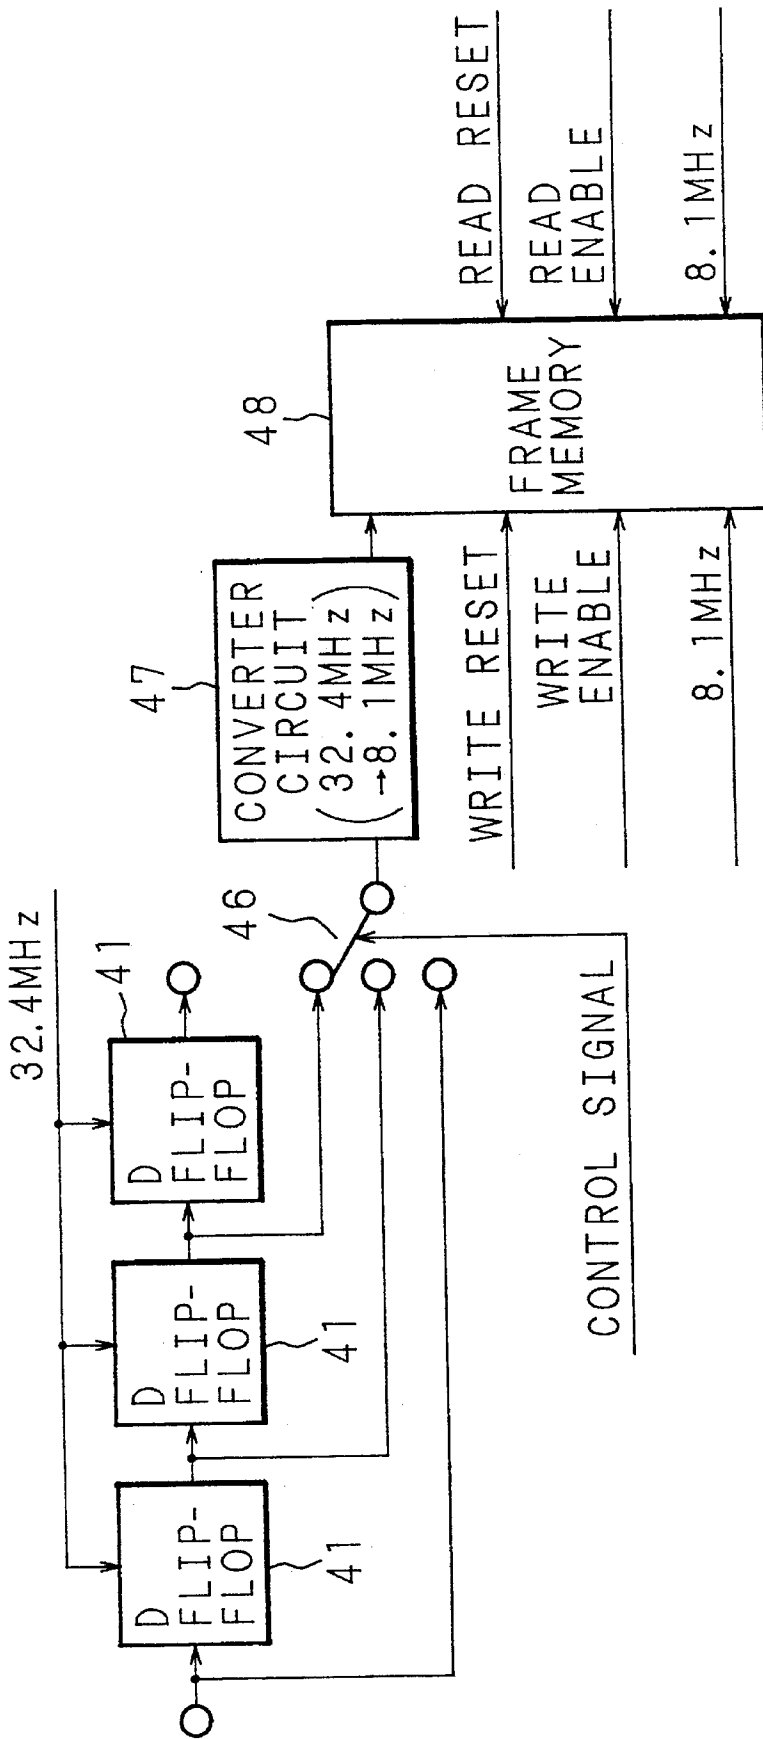 32.4MHz
41
D
FLIP-
FLOP
41
D
FLIP-
FLOP
41
D
FLIP-
FLOP
46
CONTROL SIGNAL
47
CONVERTER
CIRCUIT
(32.4MHz
→8.1MHz)
48
FRAME
MEMORY
WRITE RESET
WRITE
ENABLE
8.1MHz
READ RESET
READ
ENABLE
8.1MHz